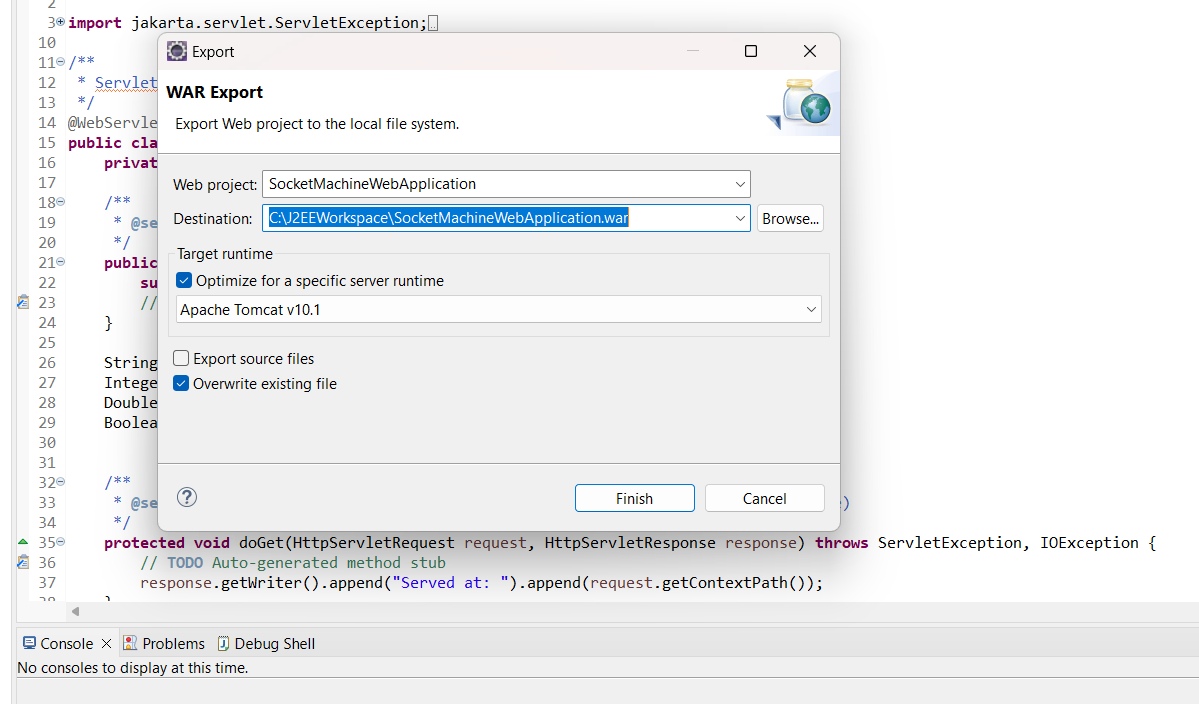 2
3 import jakarta.servlet.ServletException;
10
11 /**
12 * Servlet
13 */
14 @WebServle
15 public cla
16 privat
17
18 /**
19 * @se
20 */
21 public
22 su
23 //
24 }
25
26 String
27 Intege
28 Double
29 Boolea
30
31
32 /**
33 * @se )
34 */
35 protected void doGet(HttpServletRequest request, HttpServletResponse response) throws ServletException, IOException {
36 // TODO Auto-generated method stub
37 response.getWriter().append("Served at: ").append(request.getContextPath());
38 }
Export
WAR Export
Export Web project to the local file system.
Web project: SocketMachineWebApplication
Destination: C:\J2EEWorkspace\SocketMachineWebApplication.war Browse...
Target runtime
Optimize for a specific server runtime
Apache Tomcat v10.1
Export source files
Overwrite existing file
? Finish Cancel
Console Problems Debug Shell
No consoles to display at this time.